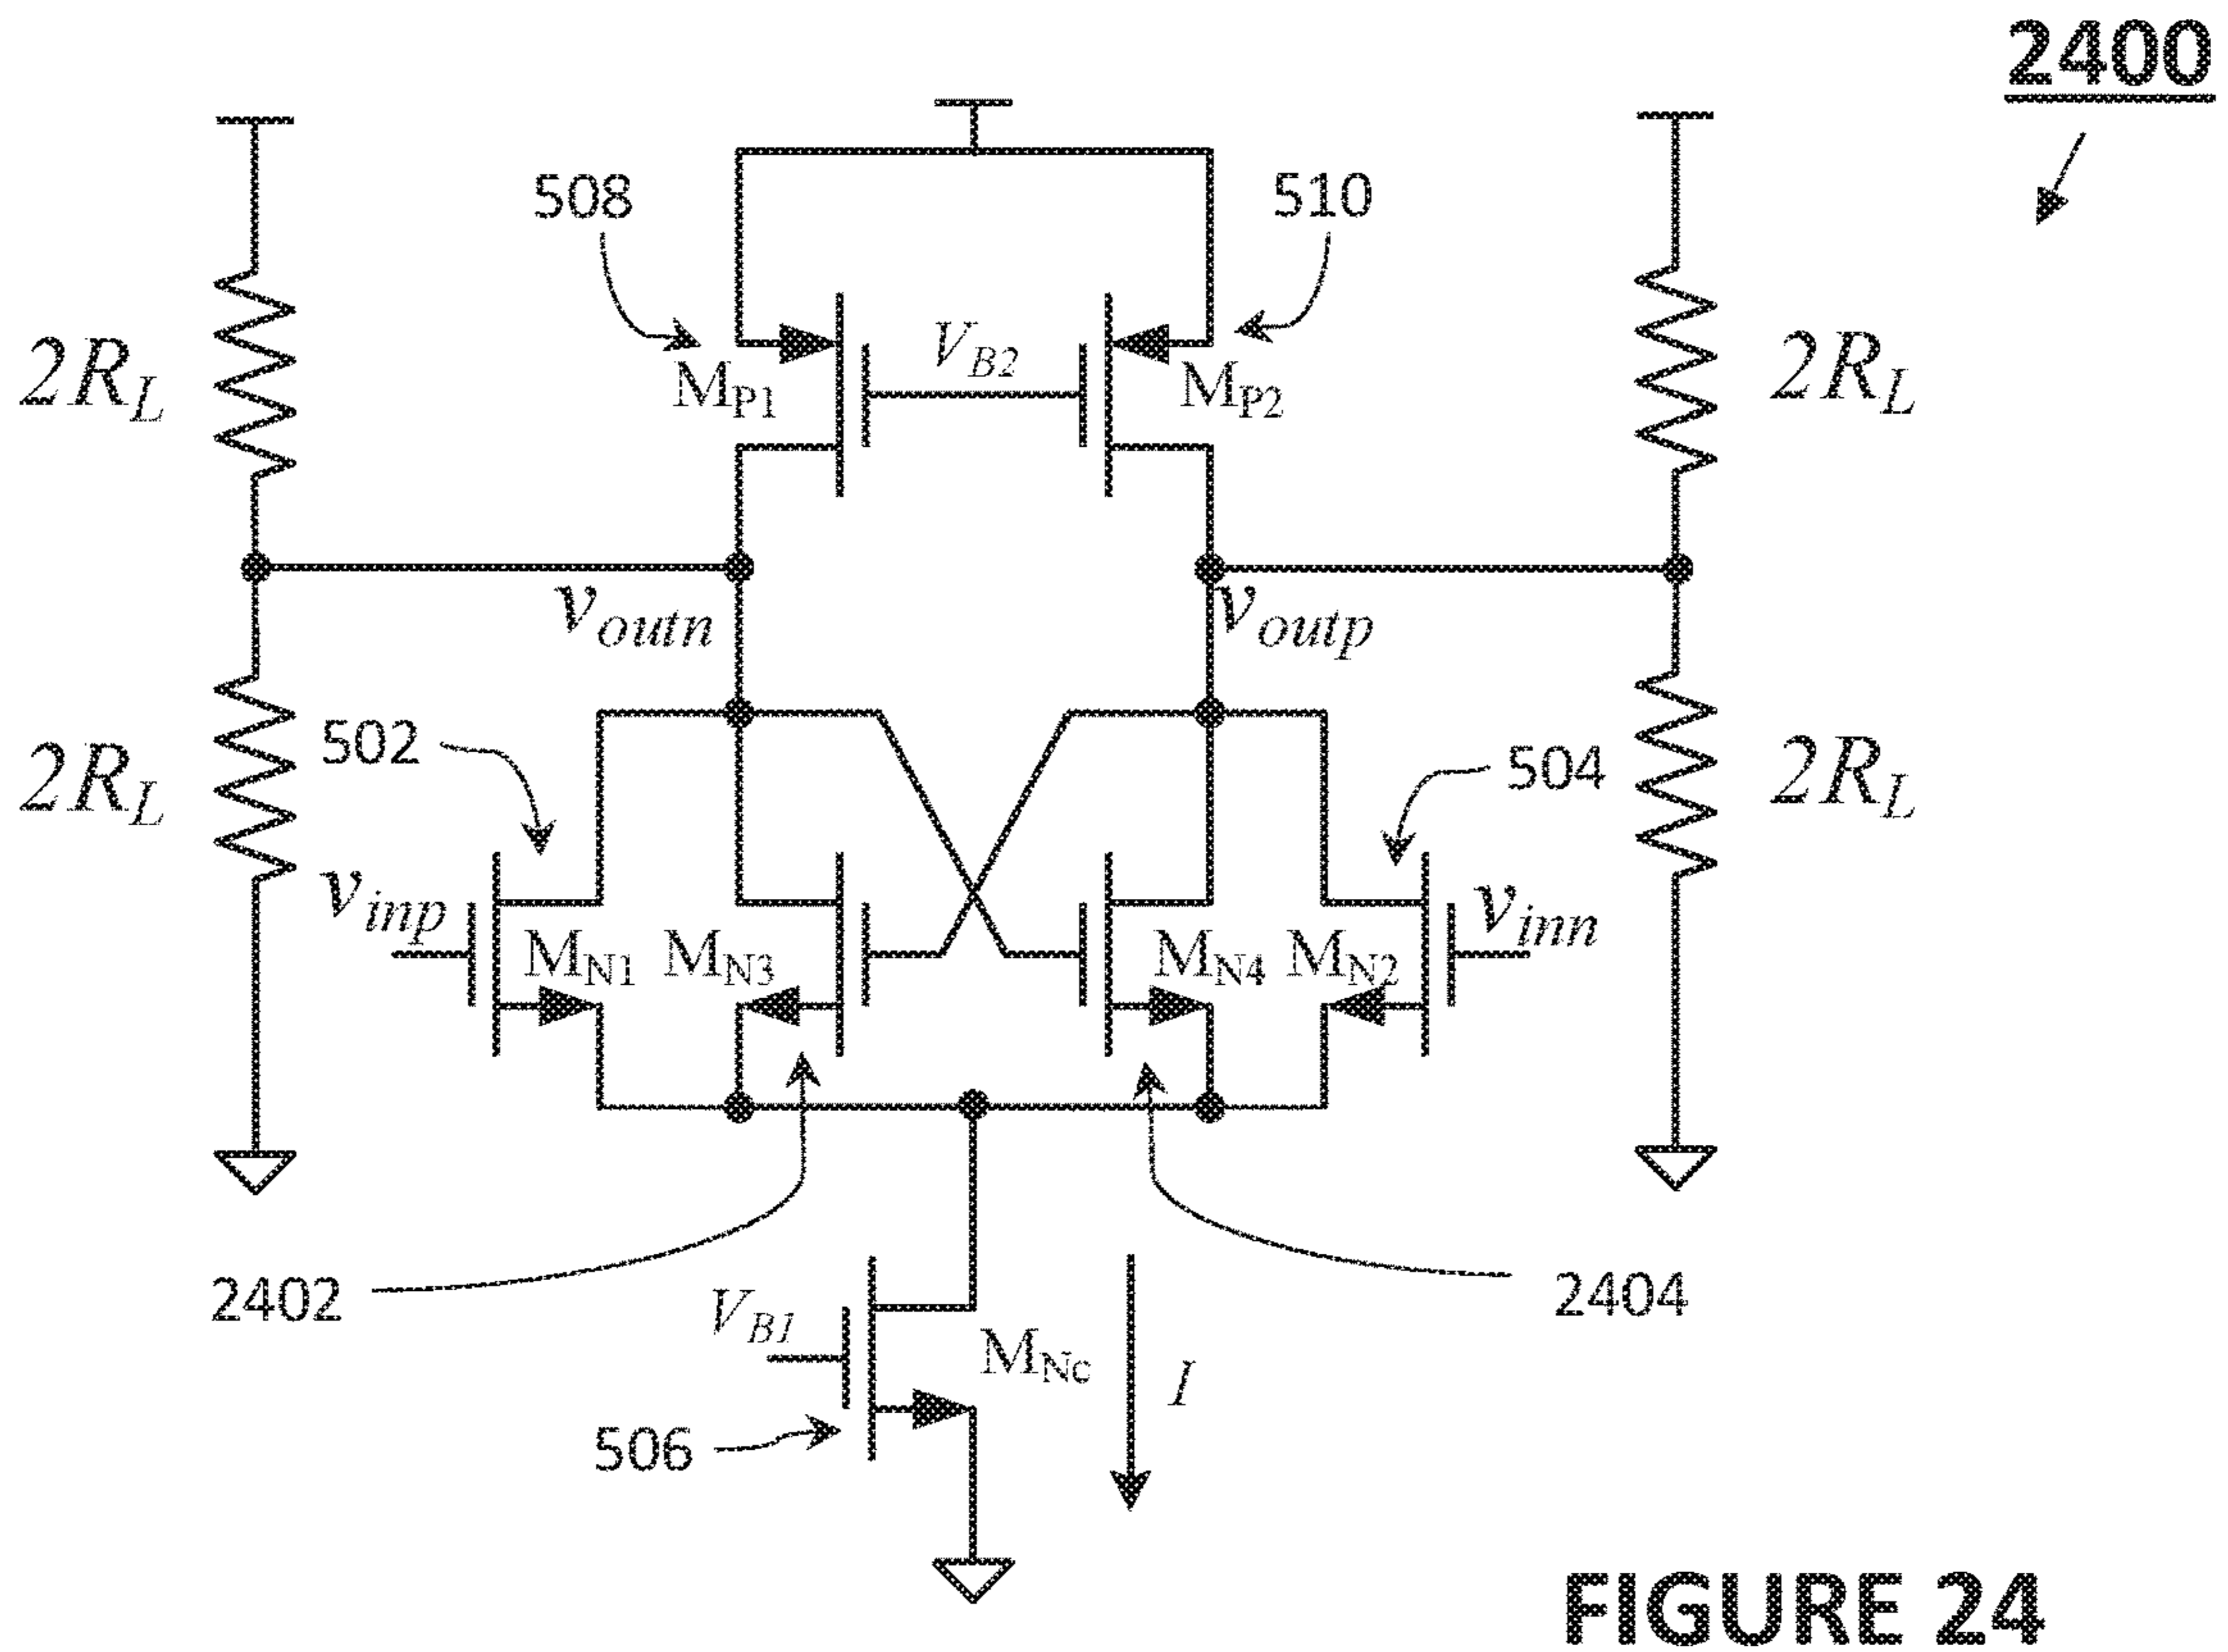 2400
508
510
2R_L
M_P1
V_B2
M_P2
2R_L
v_outn
v_outp
2R_L
502
504
2R_L
v_inp
M_N1
M_N3
M_N4
M_N2
v_inn
2402
2404
V_B1
M_Nc
I
506
FIGURE 24